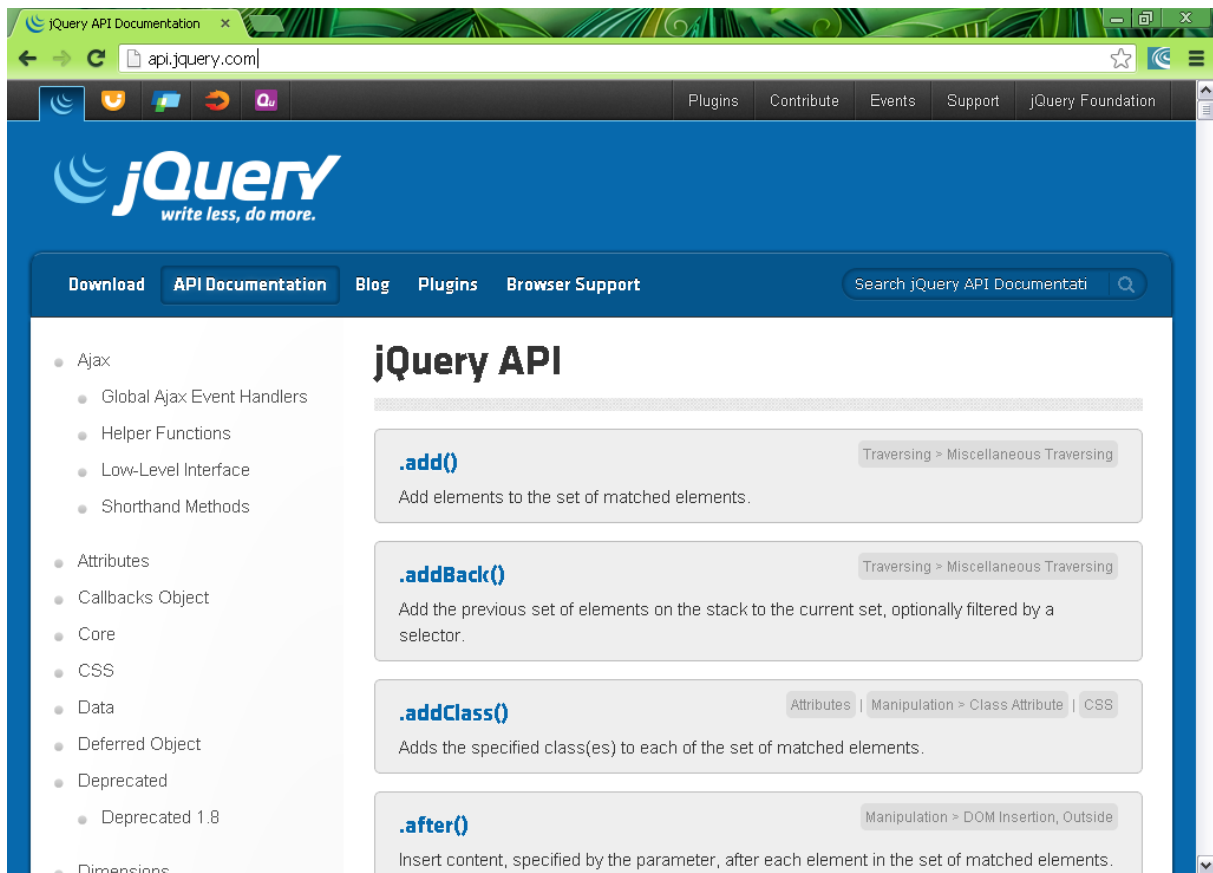 jQuery API Documentation
api.jquery.com
Qu
Plugins Contribute Events Support jQuery Foundation
jQuery
write less, do more.
Download API Documentation Blog Plugins Browser Support
Search jQuery API Documentati
Ajax
Global Ajax Event Handlers
Helper Functions
Low-Level Interface
Shorthand Methods
Attributes
Callbacks Object
Core
CSS
Data
Deferred Object
Deprecated
Deprecated 1.8
Dimensions
jQuery API
.add()
Traversing > Miscellaneous Traversing
Add elements to the set of matched elements.
.addBack()
Traversing > Miscellaneous Traversing
Add the previous set of elements on the stack to the current set, optionally filtered by a
selector.
.addClass()
Attributes | Manipulation > Class Attribute | CSS
Adds the specified class(es) to each of the set of matched elements.
.after()
Manipulation > DOM Insertion, Outside
Insert content, specified by the parameter, after each element in the set of matched elements.